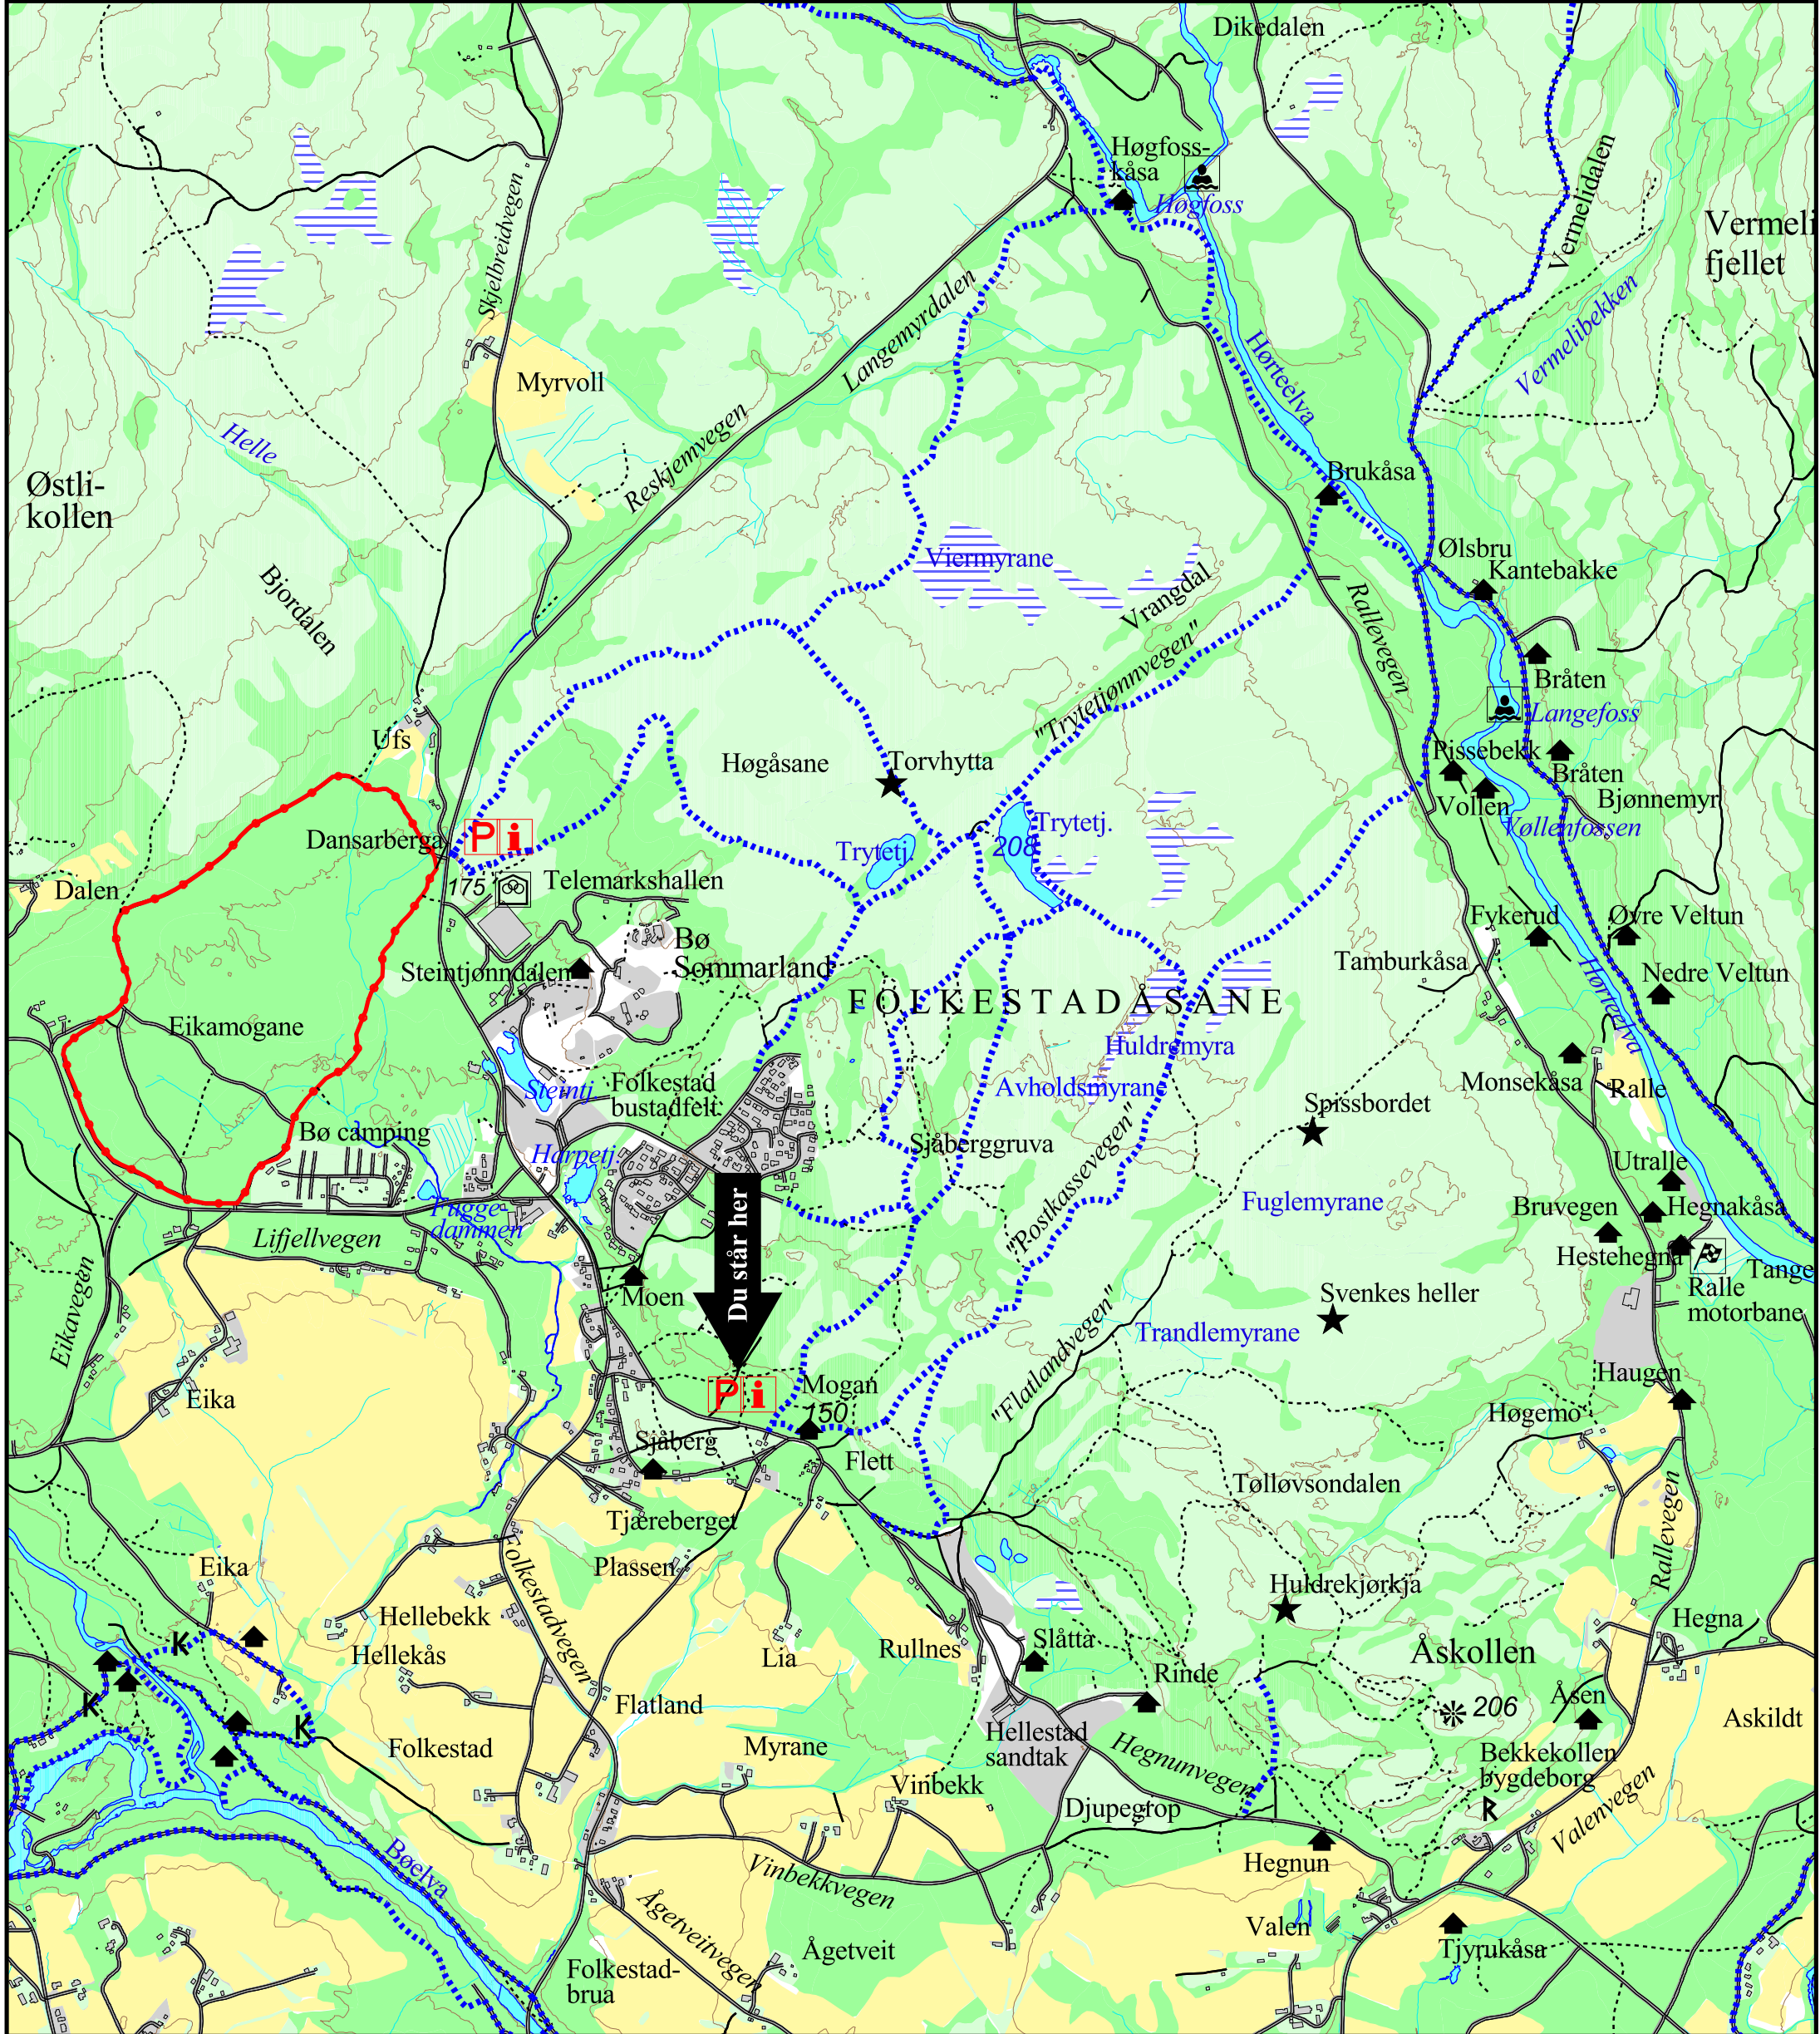 Dikedalen
Høgfoss-
kåsa
Høgfoss
Vermelidalen
Vermeli
fjellet
Vermelibekken
Skjelbreidvegen
Langemyrdalen
Hørteelva
Myrvoll
Helle
Reskjemvegen
Østli-
kollen
Brukåsa
Viermyrane
Ølsbru
Kantebakke
Bjordalen
Vrangdal
Rallevegen
"Trytetjønnvegen"
Bråten
Langefoss
Ufs
Høgåsane
Torvhytta
Pissebekk
Bråten
Vollen
Bjønnemyr
Vøllenfossen
Dansarberga
P i
Trytetj.
208
Trytetj.
Dalen
175
Telemarkshallen
Fykerud
Øvre Veltun
Bø
Sommarland
Steintjønndalen
Tamburkåsa
Nedre Veltun
Hørteelva
FOLKESTADÅSANE
Eikamogane
Huldremyra
Steintj.
Folkestad
bustadfelt
Avholdsmyrane
Monsekåsa
Ralle
Spissbordet
Bø camping
Harpetj.
Sjåberggruva
"Postkassevegen"
Utralle
Fugge-
dammen
Lifjellvegen
Du står her
Fuglemyrane
Bruvegen
Hegnakåsa
Hestehegna
Tange
Ralle
motorbane
Eikavegen
Moen
"Flatlandvegen"
Svenkes heller
Trandlemyrane
Eika
P i
Mogan
150
Haugen
Høgemo
Sjåberg
Flett
Tølløvsondalen
Tjæreberget
Rallevegen
Eika
Folkestadvegen
Plassen
Huldrekjørkja
Hellebekk
Hellekås
Lia
Rullnes
Slåtta
Hegna
K
K
K
Rinde
Åskollen
206
Åsen
Flatland
Askildt
Folkestad
Myrane
Hellestad
sandtak
Hegnunvegen
Bekkekollen
bygdeborg
R
Vinbekk
Djupegrop
Valenvegen
Bøelva
Vinbekkvegen
Hegnun
Ågetveitvegen
Ågetveit
Valen
Tjyrukåsa
Folkestad-
brua